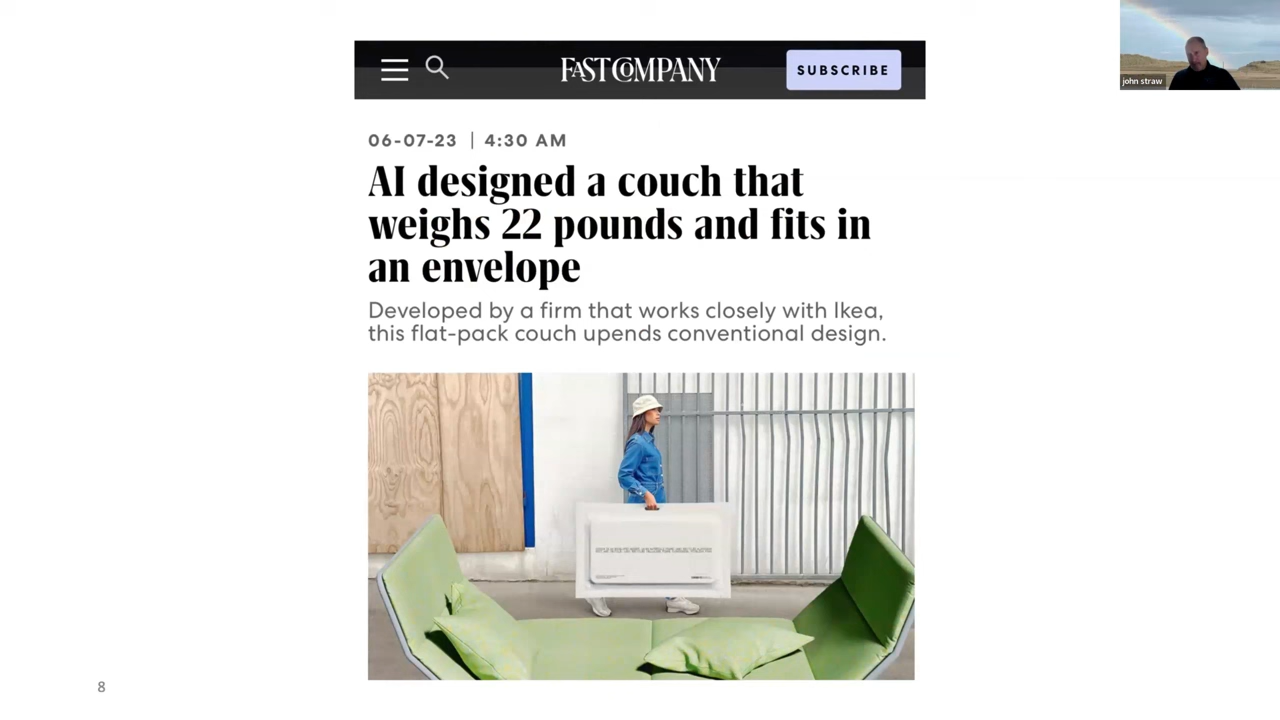 FAST COMPANY
SUBSCRIBE
john straw
06-07-23 | 4:30 AM
AI designed a couch that
weighs 22 pounds and fits in
an envelope
Developed by a firm that works closely with Ikea,
this flat-pack couch upends conventional design.
8